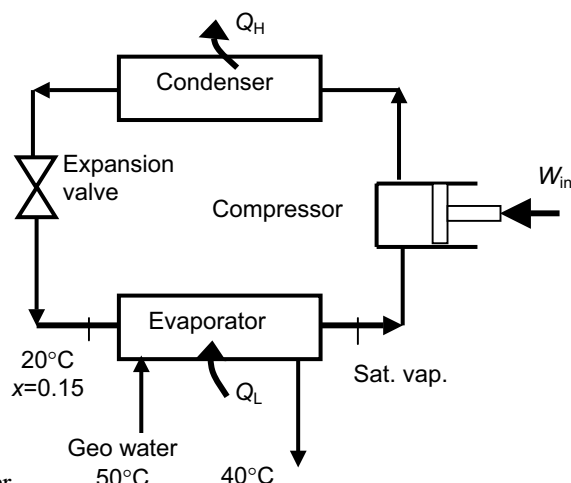 Q_H
Condenser
Expansion
valve
W_in
Compressor
Evaporator
20°C
x=0.15
Sat. vap.
Q_L
Geo water
50°C 40°C